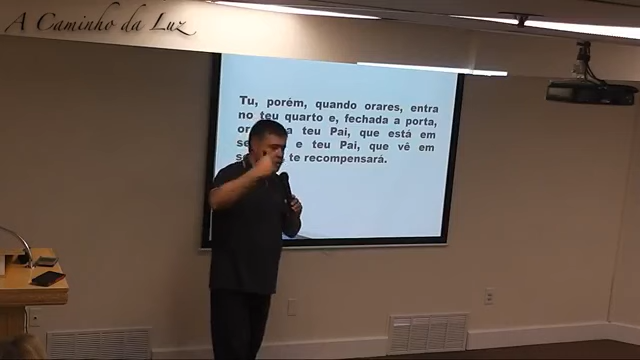 A Caminho da Luz
Tu, porém, quando orares, entra
no teu quarto e, fechada a porta,
a teu Pai, que está em
e teu Pai, que vê em
te recompensará.